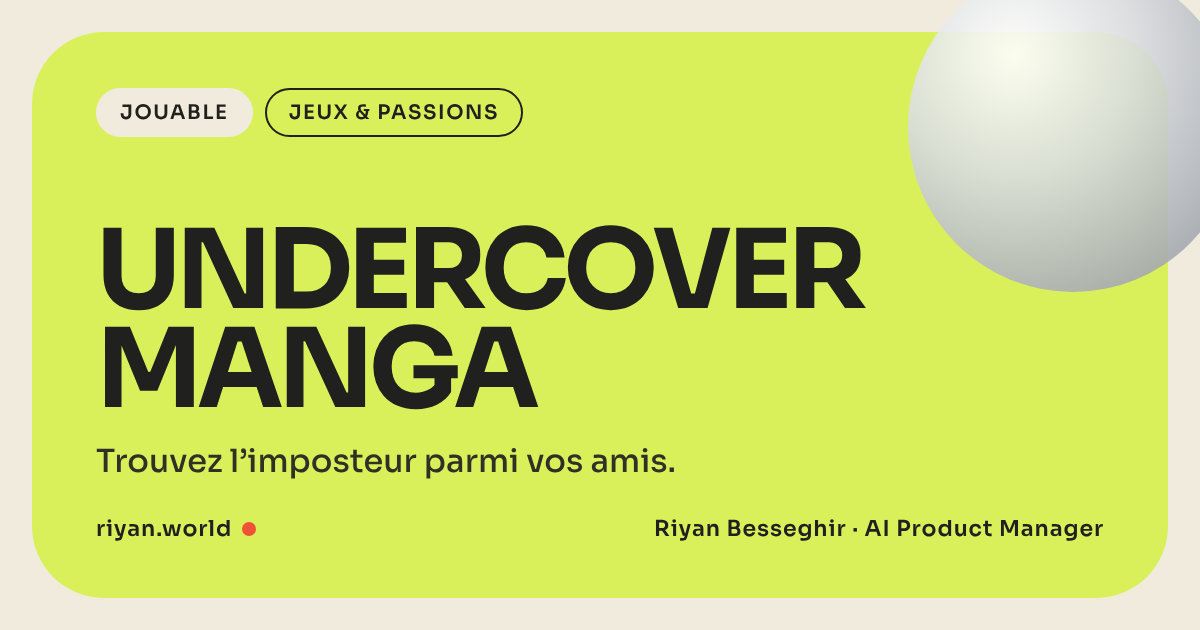 JOUABLE
JEUX & PASSIONS
UNDERCOVER
MANGA
Trouvez l’imposteur parmi vos amis.
riyan.world
Riyan Besseghir · AI Product Manager